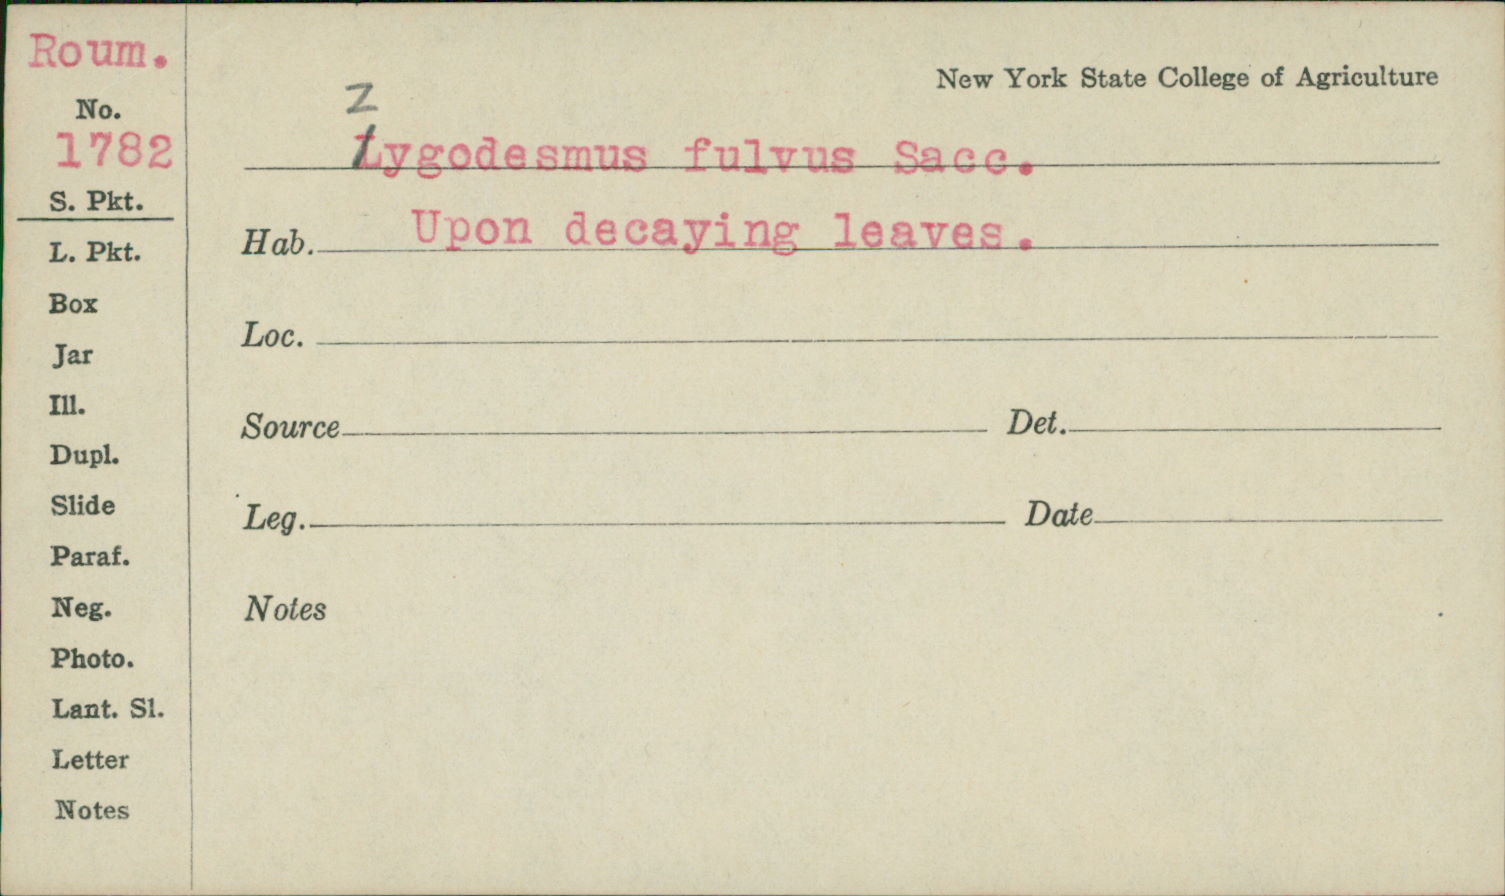 Roum.
No.
1782
S. Pkt.
L. Pkt.
Box
Jar
Ill.
Dupl.
Slide
Paraf.
Neg.
Photo.
Lant. Sl.
Letter
Notes
New York State College of Agriculture
Z
Lygodesmus fulvus Sacc.
Hab. Upon decaying leaves.
Loc.
Source Det.
Leg. Date
Notes